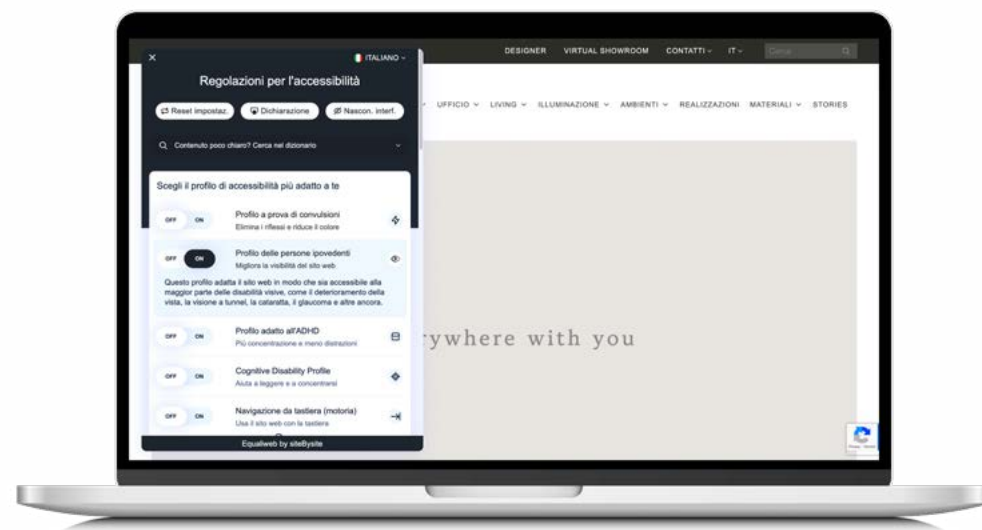 DESIGNER VIRTUAL SHOWROOM CONTATTI IT Cerca
ITALIANO
Regolazioni per l'accessibilità
Reset impostaz. Dichiarazione Nascon. interf.
UFFICIO LIVING ILLUMINAZIONE AMBIENTI REALIZZAZIONI MATERIALI STORIES
Contenuto poco chiaro? Cerca nel dizionario
Scegli il profilo di accessibilità più adatto a te
OFF ON Profilo a prova di convulsioni
Elimina i riflessi e riduce il colore
OFF ON Profilo delle persone ipovedenti
Migliora la visibilità del sito web
Questo profilo adatta il sito web in modo che sia accessibile alla
maggior parte delle disabilità visive, come il deterioramento della
vista, la visione a tunnel, la cataratta, il glaucoma e altre ancora.
OFF ON Profilo adatto all'ADHD
Più concentrazione e meno distrazioni
rywhere with you
OFF ON Cognitive Disability Profile
Aiuta a leggere e a concentrarsi
OFF ON Navigazione da tastiera (motoria)
Usa il sito web con la tastiera
Equalweb by siteBysite